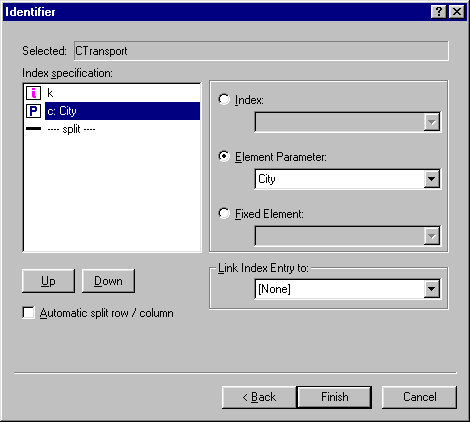 Identifier
Selected: CTransport
Index specification:
i k
P c: City
---- split ----
Index:
Element Parameter:
City
Fixed Element:
Up Down
Link Index Entry to:
[None]
Automatic split row / column
< Back Finish Cancel